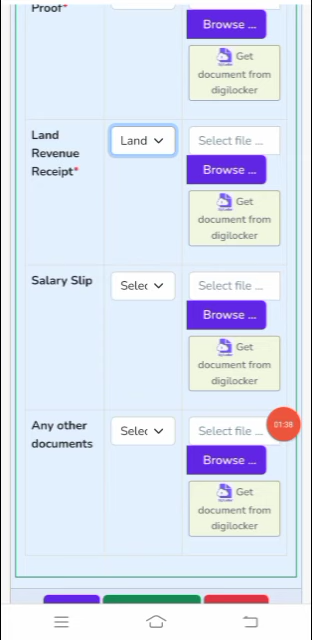 Proof*
Browse ...
Get
document from
digilocker
Land
Revenue
Receipt*
Land
Select file ...
Browse ...
Get
document from
digilocker
Salary Slip
Selec
Select file ...
Browse ...
Get
document from
digilocker
Any other
documents
Selec
Select file ...
01:38
Browse ...
Get
document from
digilocker